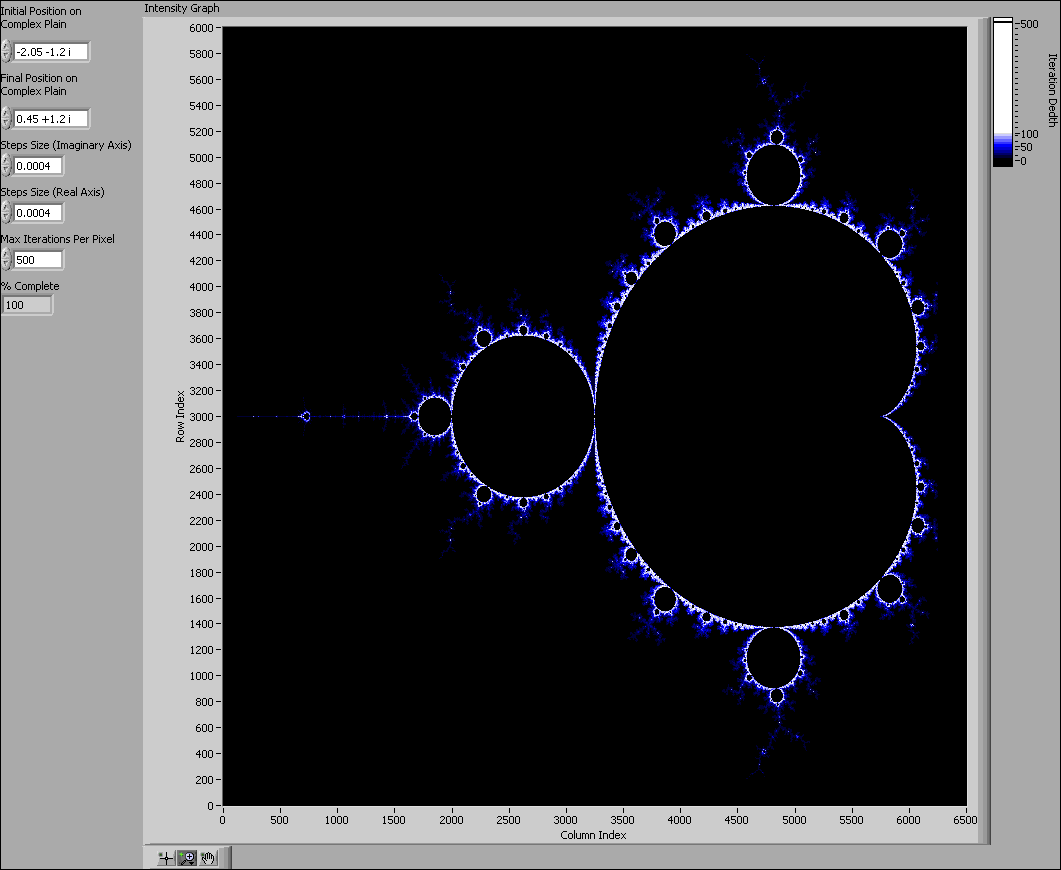 Initial Position on
Complex Plain
-2.05 -1.2 i
Final Position on
Complex Plain
0.45 +1.2 i
Steps Size (Imaginary Axis)
0.0004
Steps Size (Real Axis)
0.0004
Max Iterations Per Pixel
500
% Complete
100
Intensity Graph
6000
5800
5600
5400
5200
5000
4800
4600
4400
4200
4000
3800
3600
3400
3200
3000
2800
2600
2400
2200
2000
1800
1600
1400
1200
1000
800
600
400
200
0
Row Index
0 500 1000 1500 2000 2500 3000 3500 4000 4500 5000 5500 6000 6500
Column Index
500
100
50
0
Iteration Depth